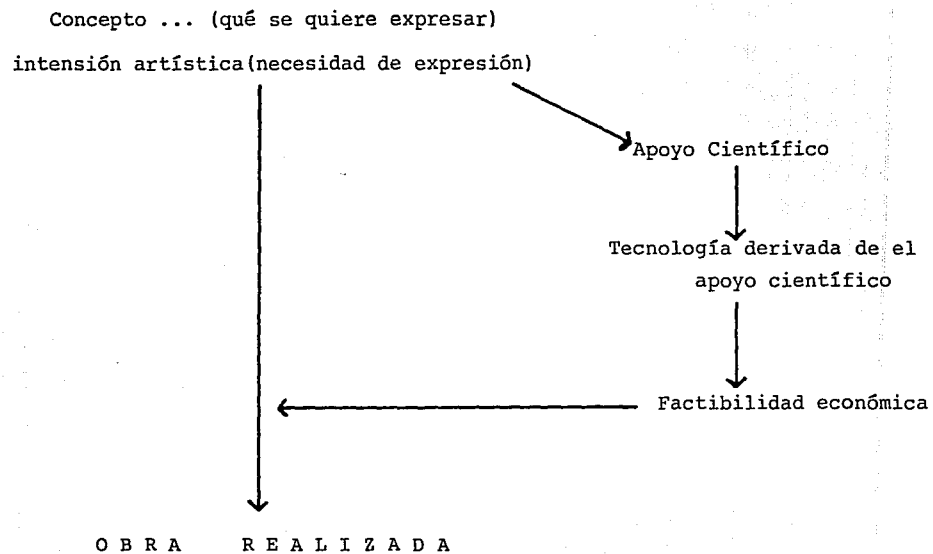 Concepto ... (qué se quiere expresar)
intensión artística(necesidad de expresión)
Apoyo Científico
Tecnología derivada de el
apoyo científico
Factibilidad económica
O B R A R E A L I Z A D A